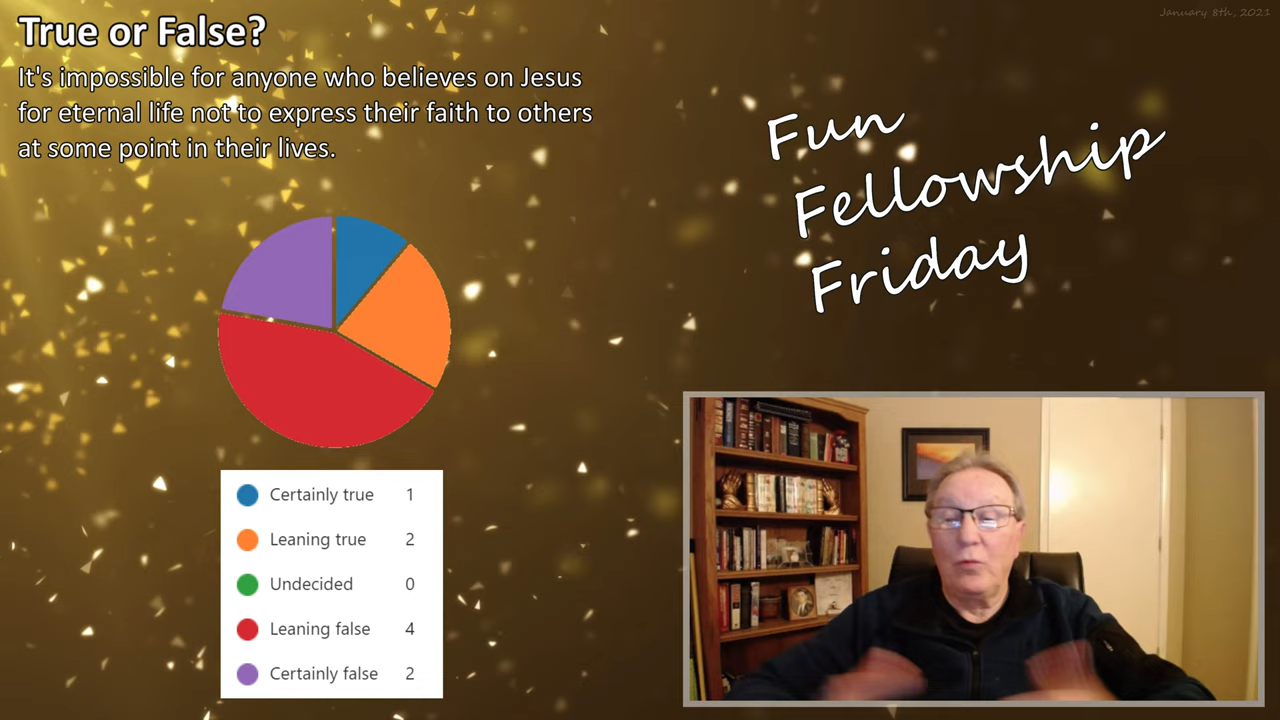 True or False?
It's impossible for anyone who believes on Jesus
for eternal life not to express their faith to others
at some point in their lives.
January 8th, 2021
Fun
Fellowship
Friday
Certainly true 1
Leaning true 2
Undecided 0
Leaning false 4
Certainly false 2